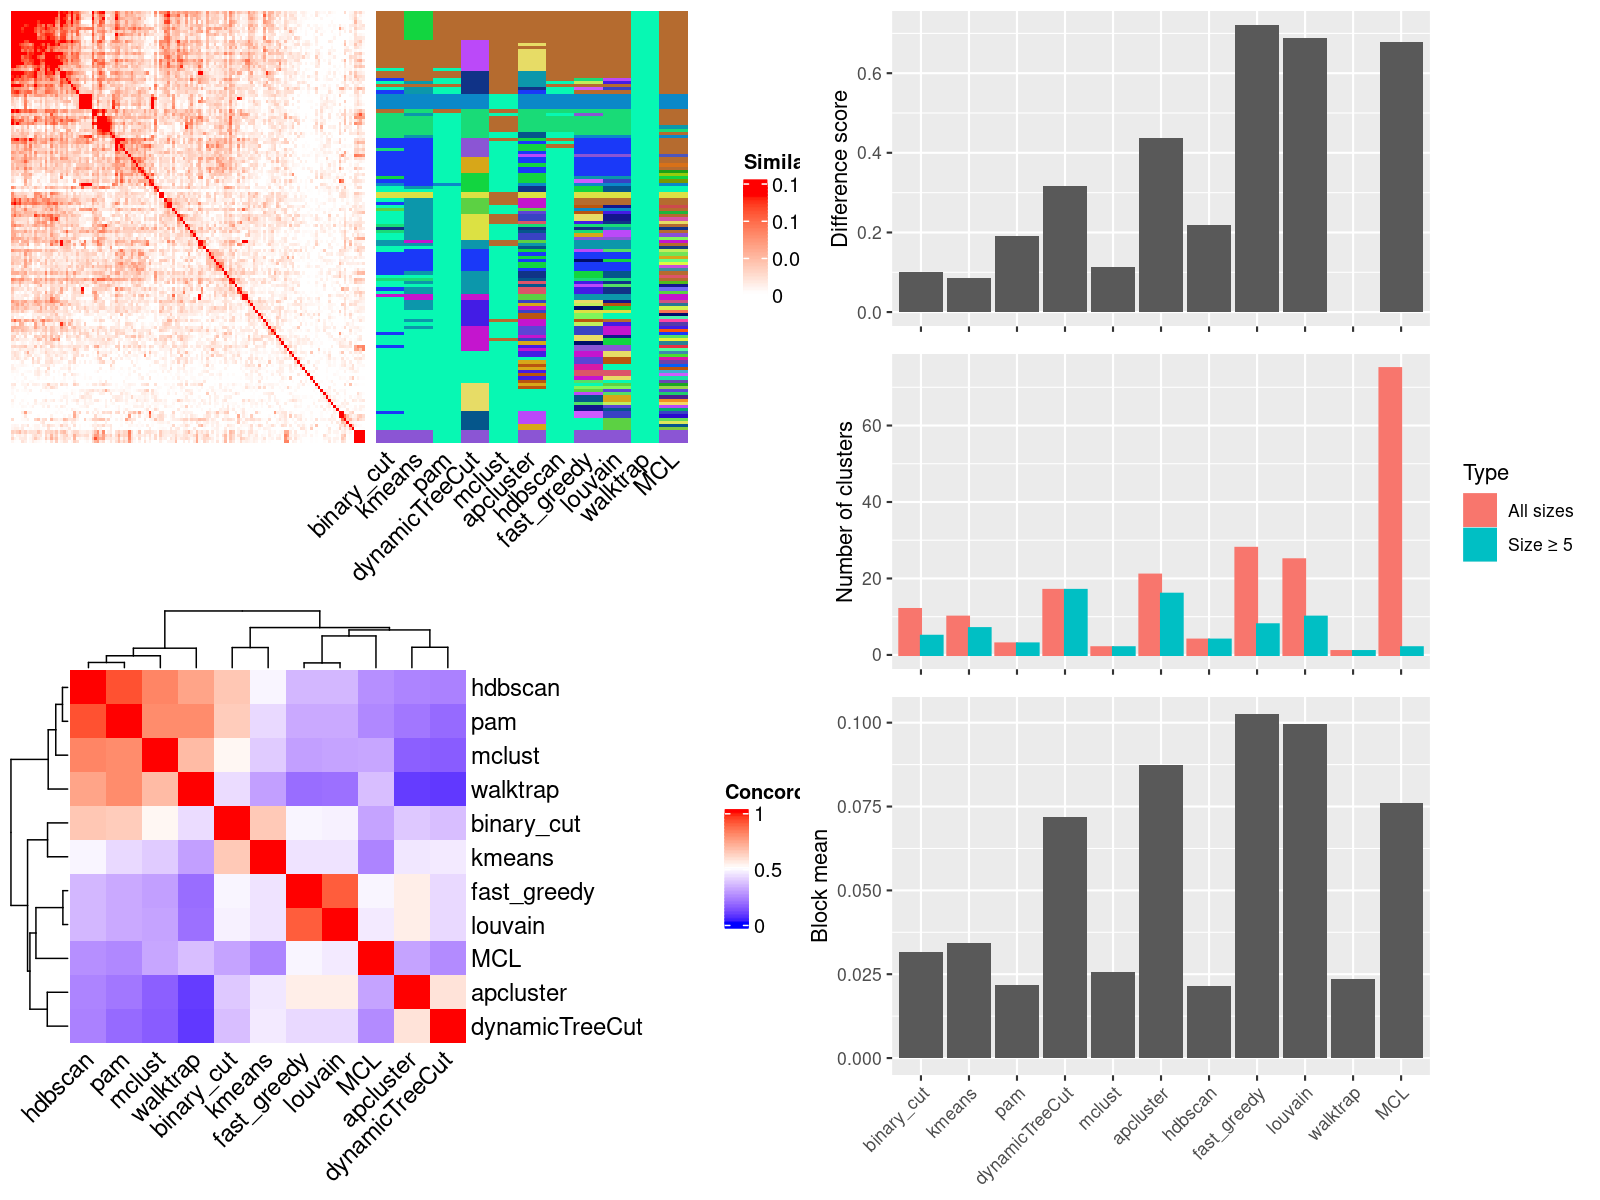 Simila
0.1
0.1
0.0
0
binary_cut
kmeans
pam
dynamicTreeCut
mclust
apcluster
hdbscan
fast_greedy
louvain
walktrap
MCL
hdbscan
pam
mclust
walktrap
binary_cut
kmeans
fast_greedy
louvain
MCL
apcluster
dynamicTreeCut
hdbscan
pam
mclust
walktrap
binary_cut
kmeans
fast_greedy
louvain
MCL
apcluster
dynamicTreeCut
Concord
1
0.5
0
Difference score
0.6
0.4
0.2
0.0
Number of clusters
60
40
20
0
Type
All sizes
Size ≥ 5
Block mean
0.100
0.075
0.050
0.025
0.000
binary_cut
kmeans
pam
dynamicTreeCut
mclust
apcluster
hdbscan
fast_greedy
louvain
walktrap
MCL